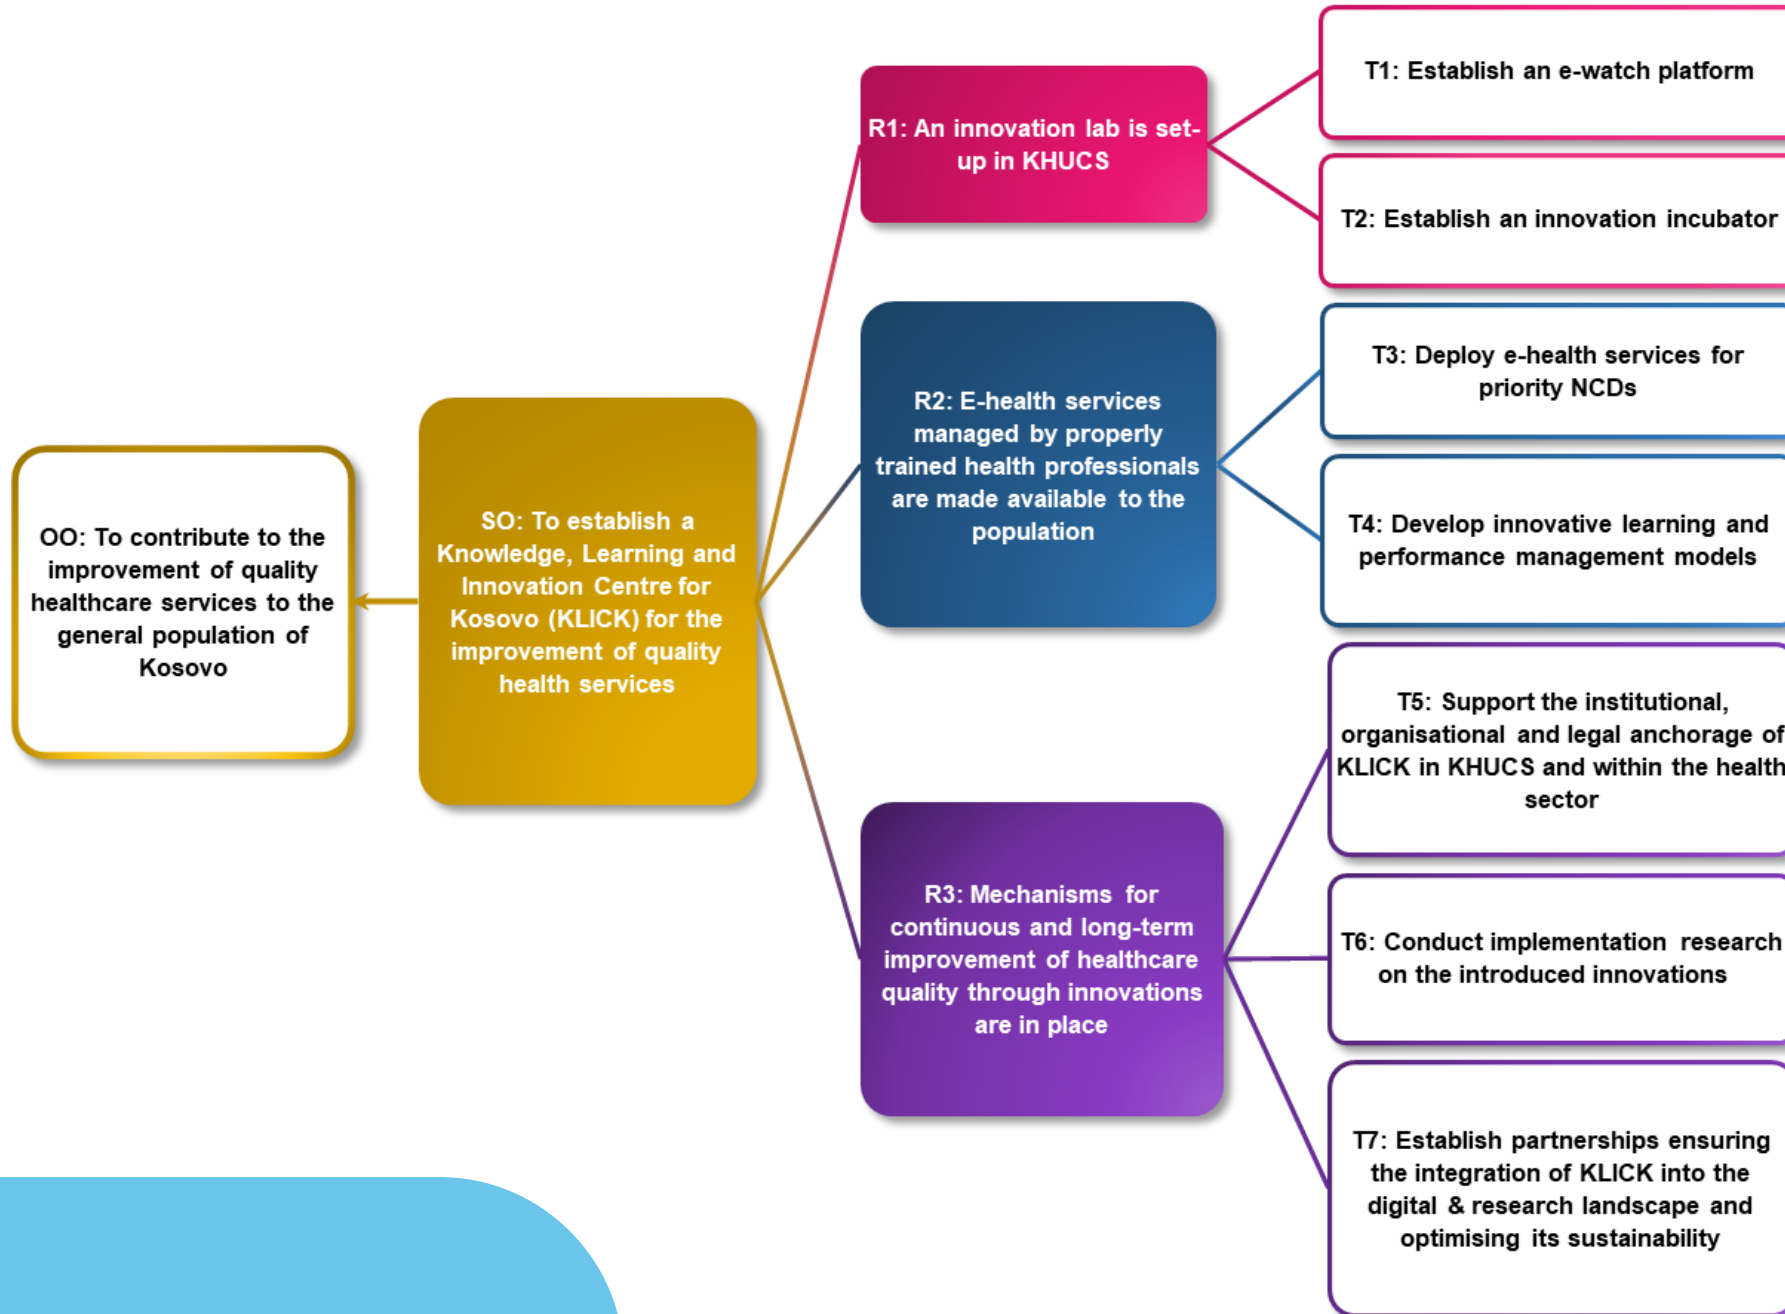 OO: To contribute to the
improvement of quality
healthcare services to the
general population of
Kosovo
SO: To establish a
Knowledge, Learning and
Innovation Centre for
Kosovo (KLICK) for the
improvement of quality
health services
R1: An innovation lab is set-
up in KHUCS
T1: Establish an e-watch platform
T2: Establish an innovation incubator
R2: E-health services
managed by properly
trained health professionals
are made available to the
population
T3: Deploy e-health services for
priority NCDs
T4: Develop innovative learning and
performance management models
R3: Mechanisms for
continuous and long-term
improvement of healthcare
quality through innovations
are in place
T5: Support the institutional,
organisational and legal anchorage of
KLICK in KHUCS and within the health
sector
T6: Conduct implementation research
on the introduced innovations
T7: Establish partnerships ensuring
the integration of KLICK into the
digital & research landscape and
optimising its sustainability